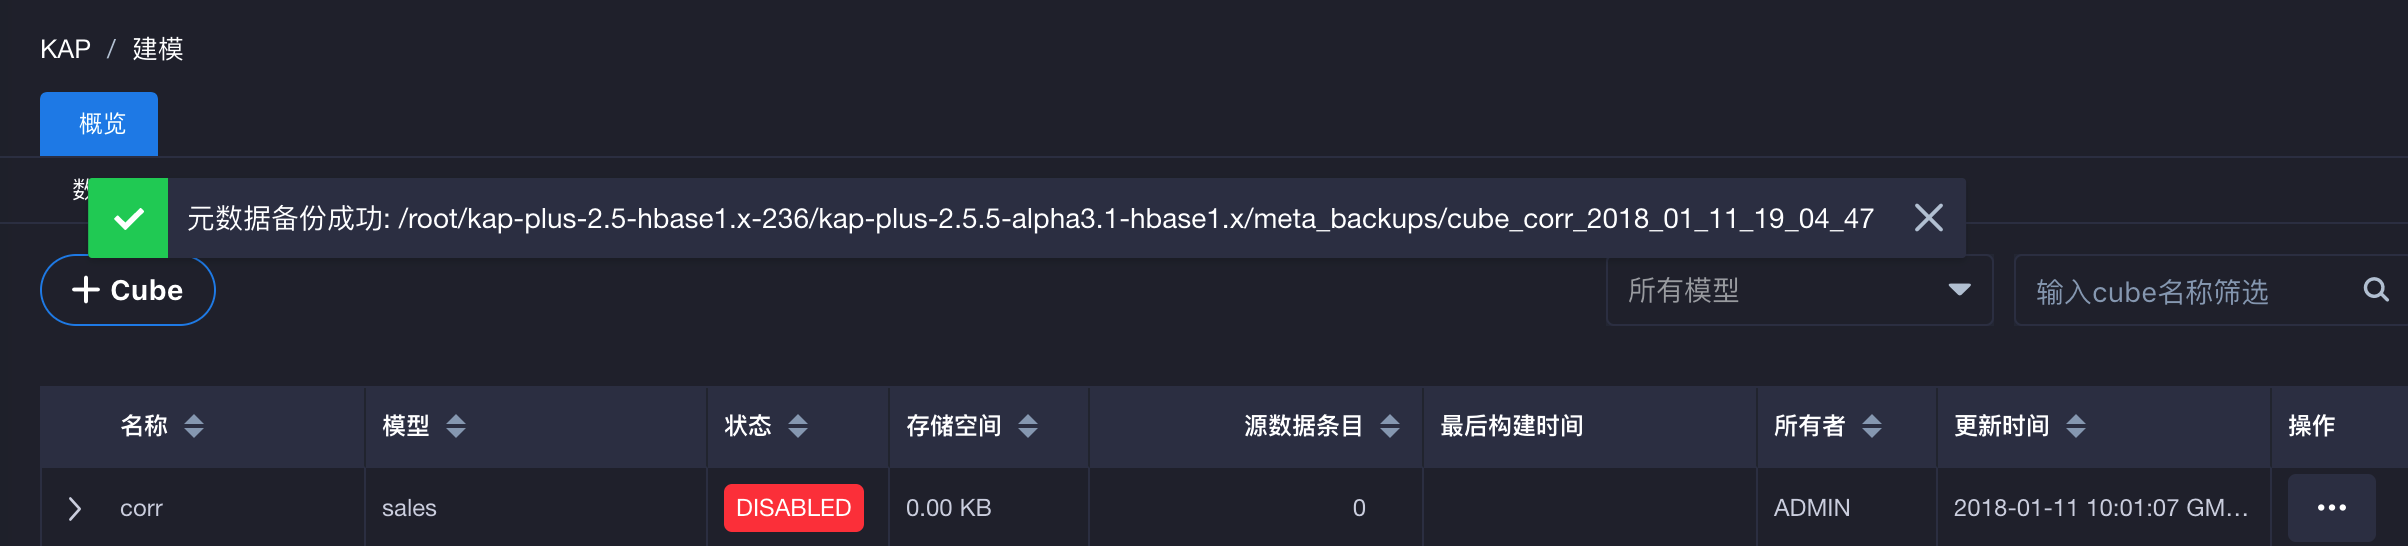 KAP / 建模
概览
数
元数据备份成功: /root/kap-plus-2.5-hbase1.x-236/kap-plus-2.5.5-alpha3.1-hbase1.x/meta_backups/cube_corr_2018_01_11_19_04_47
Cube 所有模型 输入cube名称筛选
名称 模型 状态 存储空间 源数据条目 最后构建时间 所有者 更新时间 操作
corr sales DISABLED 0.00 KB 0 ADMIN 2018-01-11 10:01:07 GM...